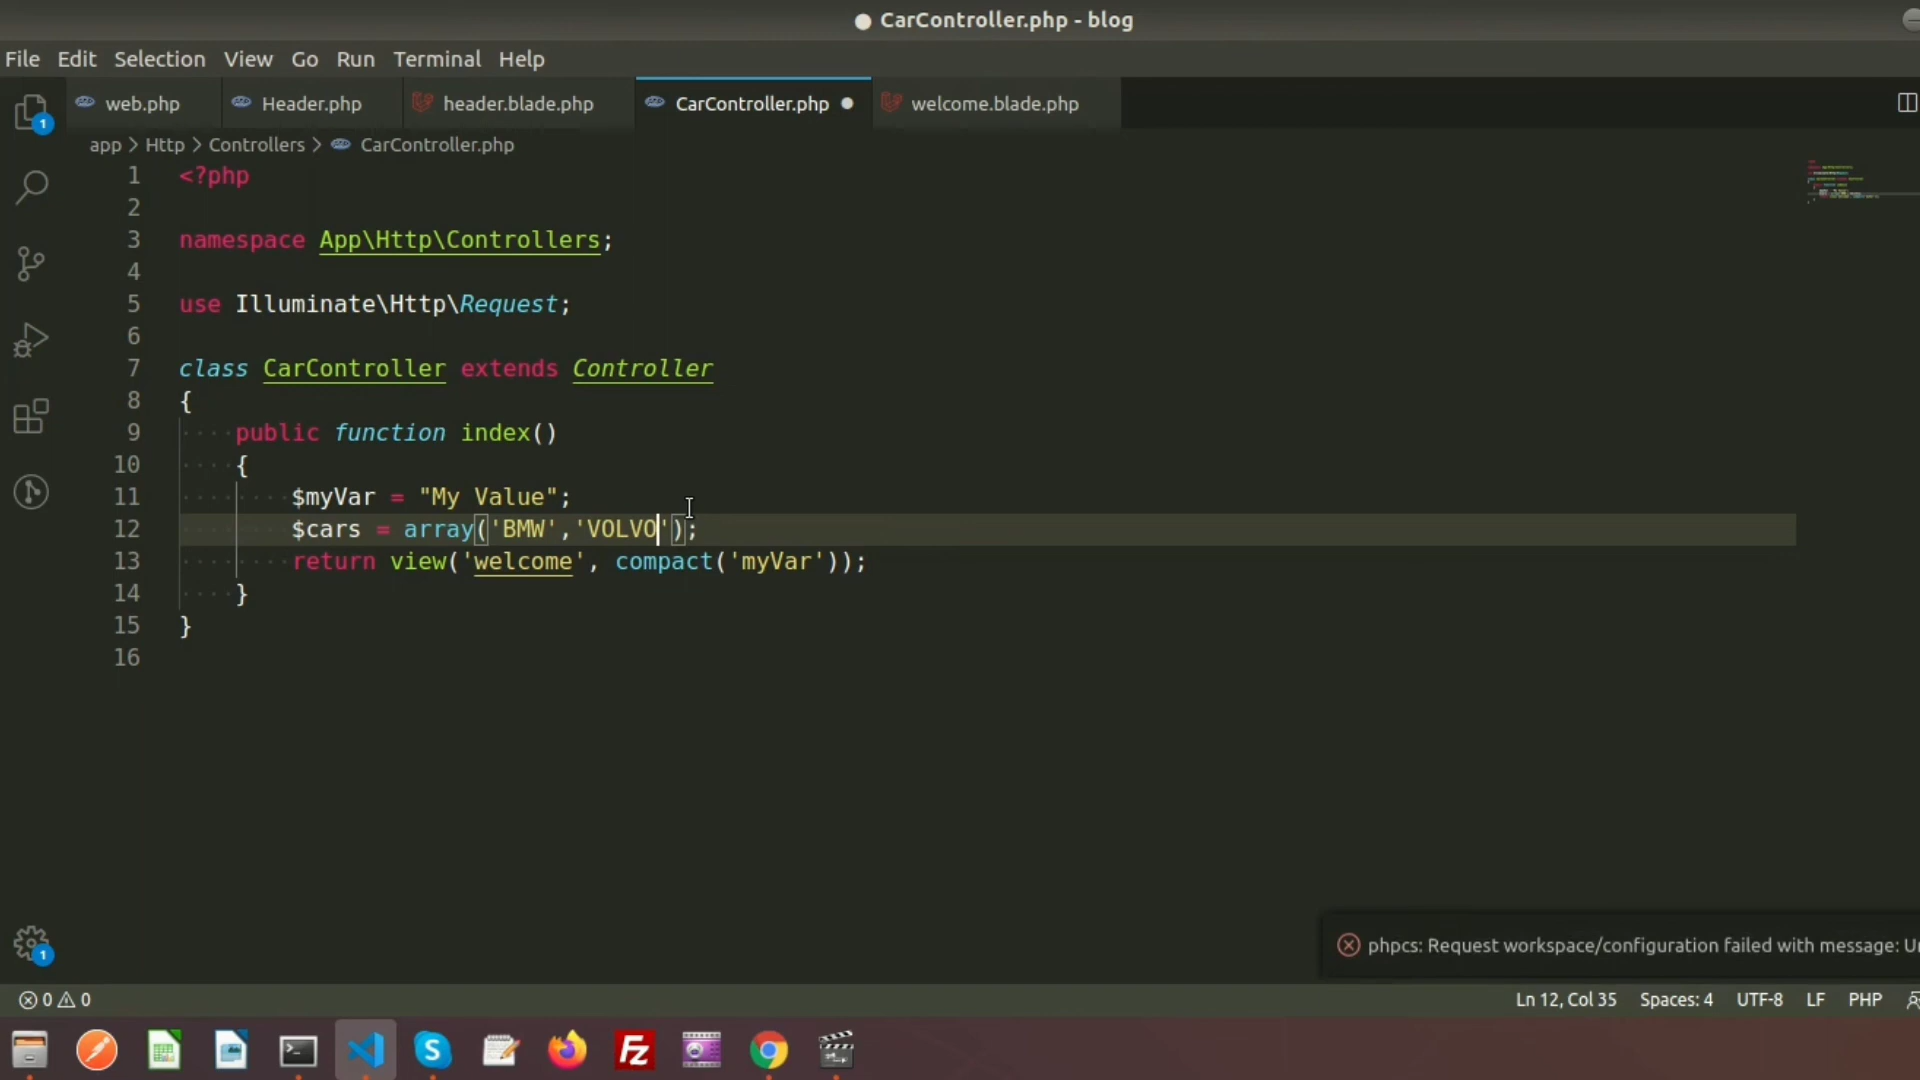 CarController.php - blog
File Edit Selection View Go Run Terminal Help
web.php Header.php header.blade.php CarController.php welcome.blade.php
1
app > Http > Controllers > CarController.php
1 <?php
2
3 namespace App\Http\Controllers;
4
5 use Illuminate\Http\Request;
6
7 class CarController extends Controller
8 {
9 public function index()
10 {
11 $myVar = "My Value";
12 $cars = array('BMW','VOLVO');
13 return view('welcome', compact('myVar'));
14 }
15 }
16
phpcs: Request workspace/configuration failed with message:
1
0 0 Ln 12, Col 35 Spaces: 4 UTF-8 LF PHP
S Fz